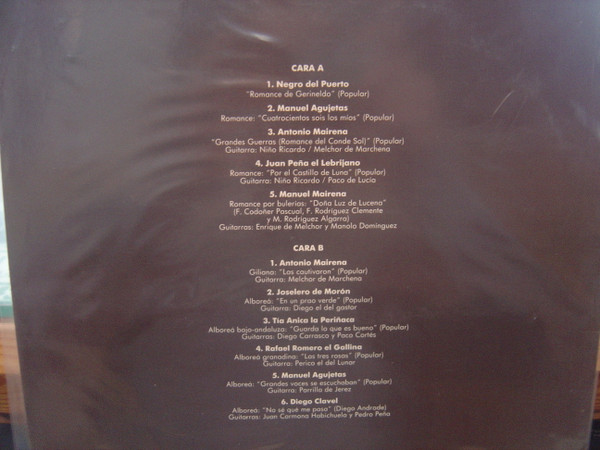 CARA A
1. Negro del Puerto
"Romance de Gerineldo" (Popular)
2. Manuel Agujetas
Romance: "Cuatrocientos sois los míos" (Popular)
3. Antonio Mairena
"Grandes Guerras (Romance del Conde Sol)" (Popular)
Guitarra: Niño Ricardo / Melchor de Marchena
4. Juan Peña el Lebrijano
Romance: "Por el Castillo de Luna" (Popular)
Guitarra: Niño Ricardo / Paco de Lucía
5. Manuel Mairena
Romance por bulerías: "Doña Luz de Lucena"
(F. Codoñer Pascual, F. Rodríguez Clemente
y M. Rodríguez Algarra)
Guitarras: Enrique de Melchor y Manolo Domínguez
CARA B
1. Antonio Mairena
Giliana: "Los cautivaron" (Popular)
Guitarra: Melchor de Marchena
2. Joselero de Morón
Alboreá: "En un prao verde" (Popular)
Guitarra: Diego el del gastor
3. Tía Anica la Periñaca
Alboreá bajo-andaluza: "Guarda lo que es bueno" (Popular)
Guitarras: Diego Carrasco y Paco Cortés
4. Rafael Romero el Gallina
Alboreá granadina: "Las tres rosas" (Popular)
Guitarra: Perico el del Lunar
5. Manuel Agujetas
Alboreá: "Grandes voces se escuchaban" (Popular)
Guitarra: Parrilla de Jerez
6. Diego Clavel
Alboreá: "No sé qué me pasa" (Diego Andrade)
Guitarras: Juan Carmona Habichuela y Pedro Peña